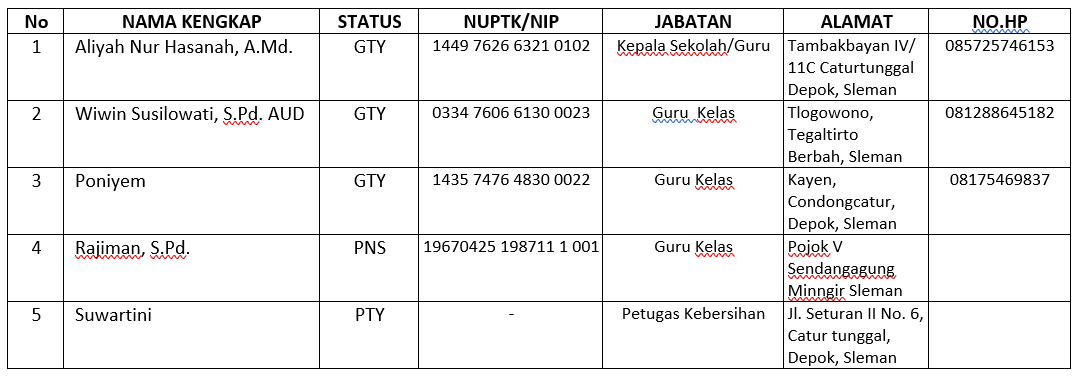 No NAMA KENGKAP STATUS NUPTK/NIP JABATAN ALAMAT NO.HP
1 Aliyah Nur Hasanah, A.Md. GTY 1449 7626 6321 0102 Kepala Sekolah/Guru Tambakbayan IV/ 085725746153
11C Caturtunggal
Depok, Sleman
2 Wiwin Susilowati, S.Pd. AUD GTY 0334 7606 6130 0023 Guru Kelas Tlogowono, 081288645182
Tegaltirto
Berbah, Sleman
3 Poniyem GTY 1435 7476 4830 0022 Guru Kelas Kayen, 08175469837
Condongcatur,
Depok, Sleman
4 Rajiman, S.Pd. PNS 19670425 198711 1 001 Guru Kelas Pojok V
Sendangagung
Minngir Sleman
5 Suwartini PTY - Petugas Kebersihan Jl. Seturan II No. 6,
Catur tunggal,
Depok, Sleman